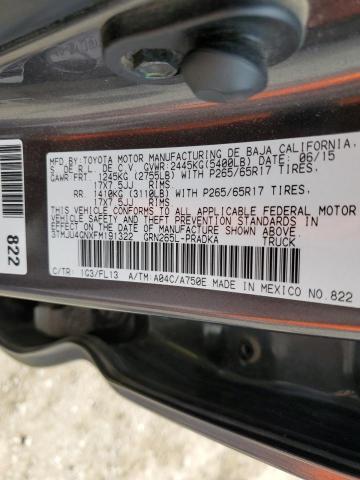 MFD.BY:TOYOTA MOTOR MANUFACTURING DE BAJA CALIFORNIA,
S. DE R.L. DE C.V. GVWR:2445KG(5400LB) DATE: 06/15
GAWR FRT 1245KG (2755LB) WITH P265/65R17 TIRES,
17X7.5JJ RIMS
RR. 1410KG (3110LB) WITH P265/65R17 TIRES,
17X7.5JJ RIMS
THIS VEHICLE CONFORMS TO ALL APPLICABLE FEDERAL MOTOR
VEHICLE SAFETY AND THEFT PREVENTION STANDARDS IN
EFFECT ON THE DATE OF MANUFACTURE SHOWN ABOVE.
3TMJU4GNXFM191322 GRN265L-PRADKA TRUCK
C/TR: 1G3/FL13 A/TM:A04C/A750E MADE IN MEXICO NO.822
822